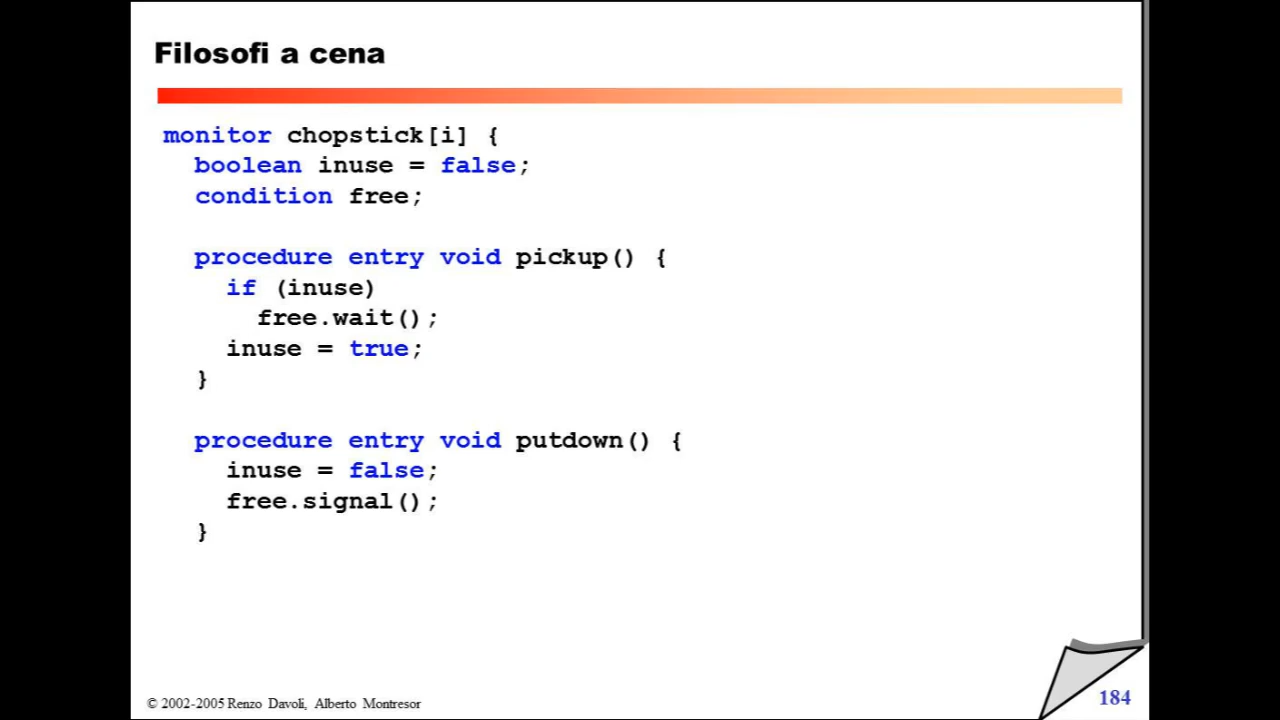 Filosofi a cena
monitor chopstick[i] {
boolean inuse = false;
condition free;
procedure entry void pickup() {
if (inuse)
free.wait();
inuse = true;
}
procedure entry void putdown() {
inuse = false;
free.signal();
}
© 2002-2005 Renzo Davoli, Alberto Montresor
184